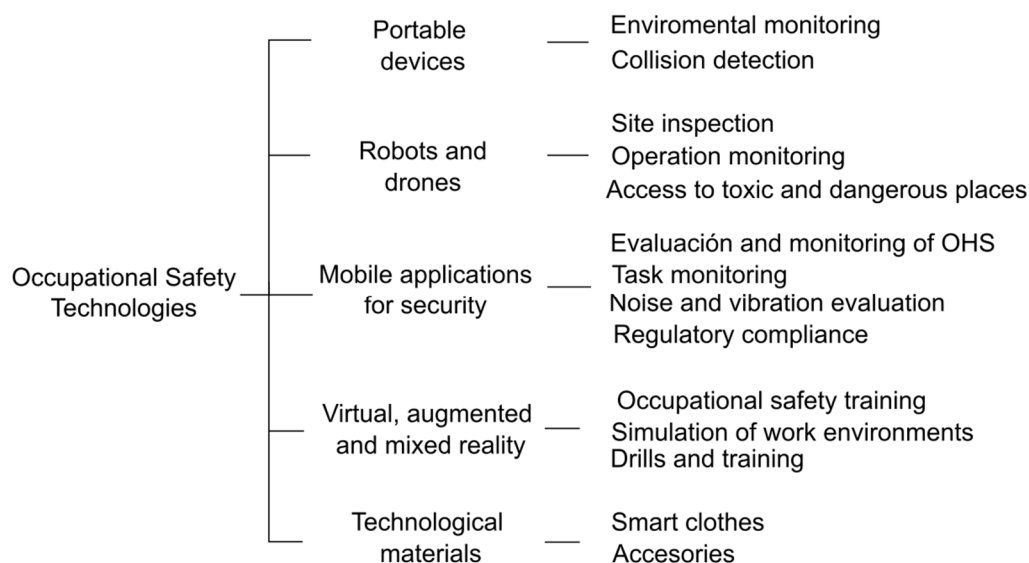 Portable
devices
Enviromental monitoring
Collision detection
Robots and
drones
Site inspection
Operation monitoring
Access to toxic and dangerous places
Occupational Safety
Technologies
Mobile applications
for security
Evaluación and monitoring of OHS
Task monitoring
Noise and vibration evaluation
Regulatory compliance
Virtual, augmented
and mixed reality
Occupational safety training
Simulation of work environments
Drills and training
Technological
materials
Smart clothes
Accesories